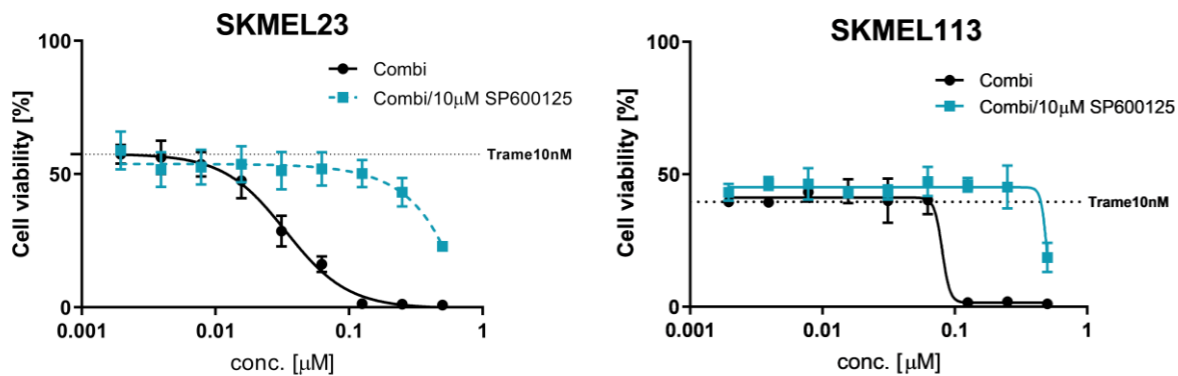 SKMEL23
100
50
0
Cell viability [%]
Combi
Combi/10μM SP600125
Trame10nM
0.001
0.01
0.1
1
conc. [μM]
SKMEL113
100
50
0
Cell viability [%]
Combi
Combi/10μM SP600125
Trame10nM
0.001
0.01
0.1
1
conc. [μM]